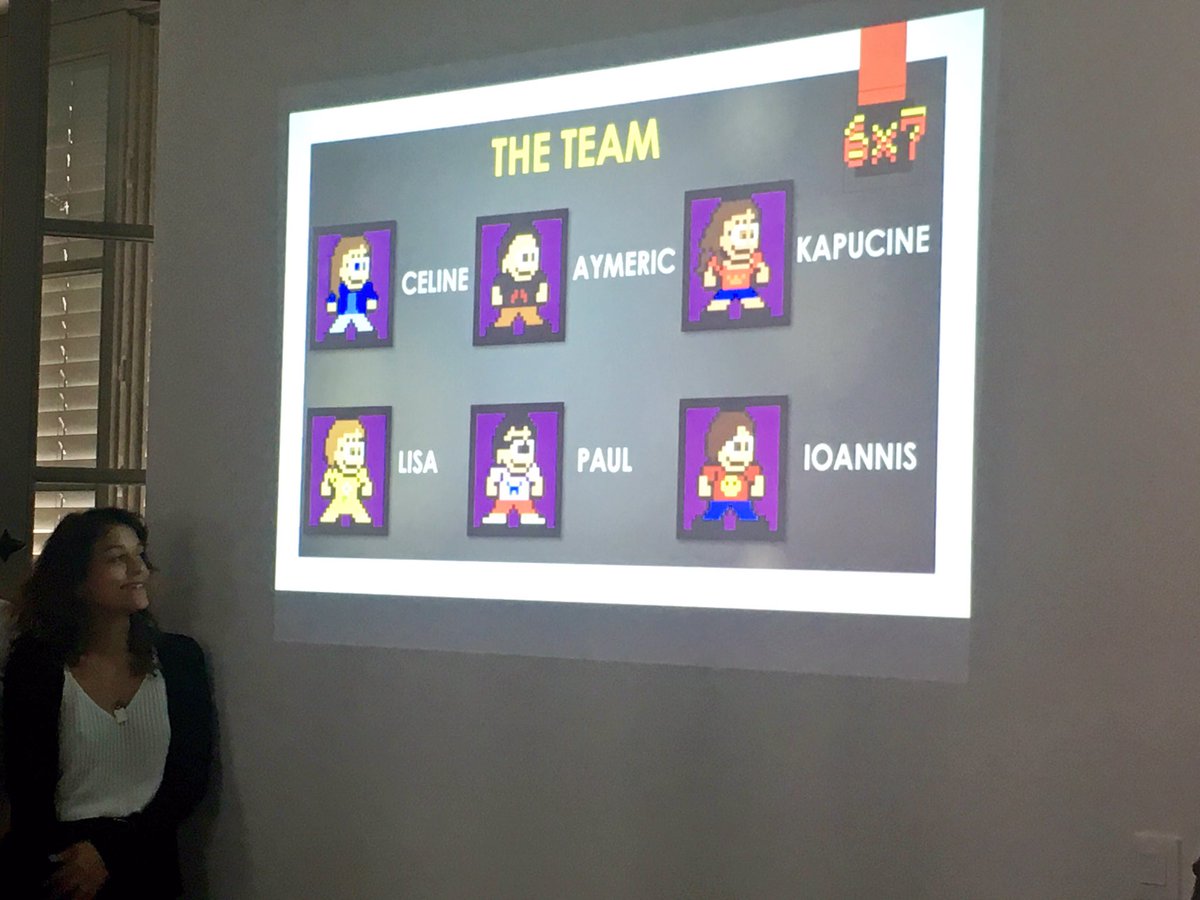 THE TEAM
6x7
CELINE
AYMERIC
KAPUCINE
LISA
PAUL
IOANNIS